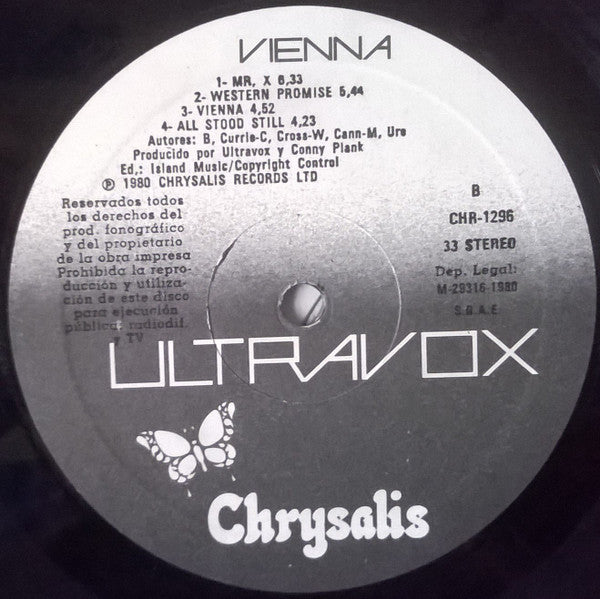 VIENNA
1- MR, X 6,33
2- WESTERN PROMISE 5,44
3- VIENNA 4,52
4- ALL STOOD STILL 4,23
Autores: B, Currie-C, Cross-W, Cann-M, Ure
Producido por Ultravox y Conny Plank
Ed,: Island Music/Copyright Control
℗ 1980 CHRYSALIS RECORDS LTD
Reservados todos
los derechos del
prod. fonográfico
y del propietario
de la obra impresa
Prohibida la repro-
ducción y utiliza-
ción de este disco
para ejecución
pública, radiodif.
y TV
B
CHR-1296
33 STEREO
Dep. Legal:
M-29316-1980
S.G.A.E.
ULTRAVOX
Chrysalis